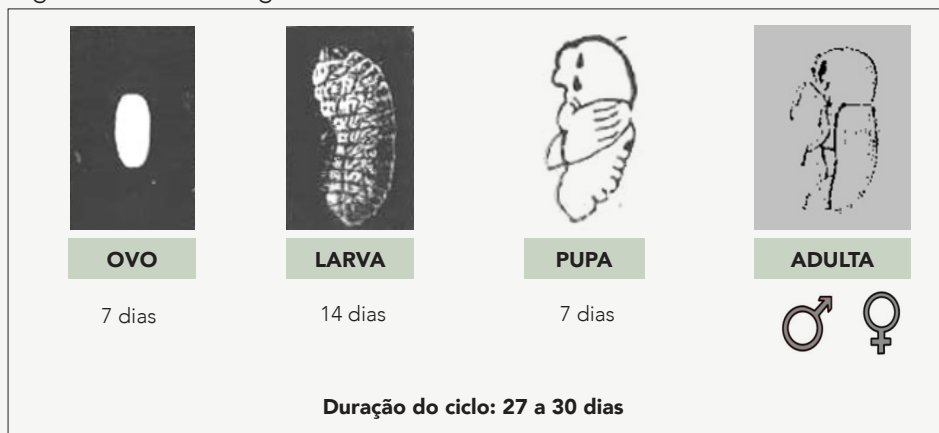 OVO
LARVA
PUPA
ADULTA
7 dias
14 dias
7 dias
Duração do ciclo: 27 a 30 dias